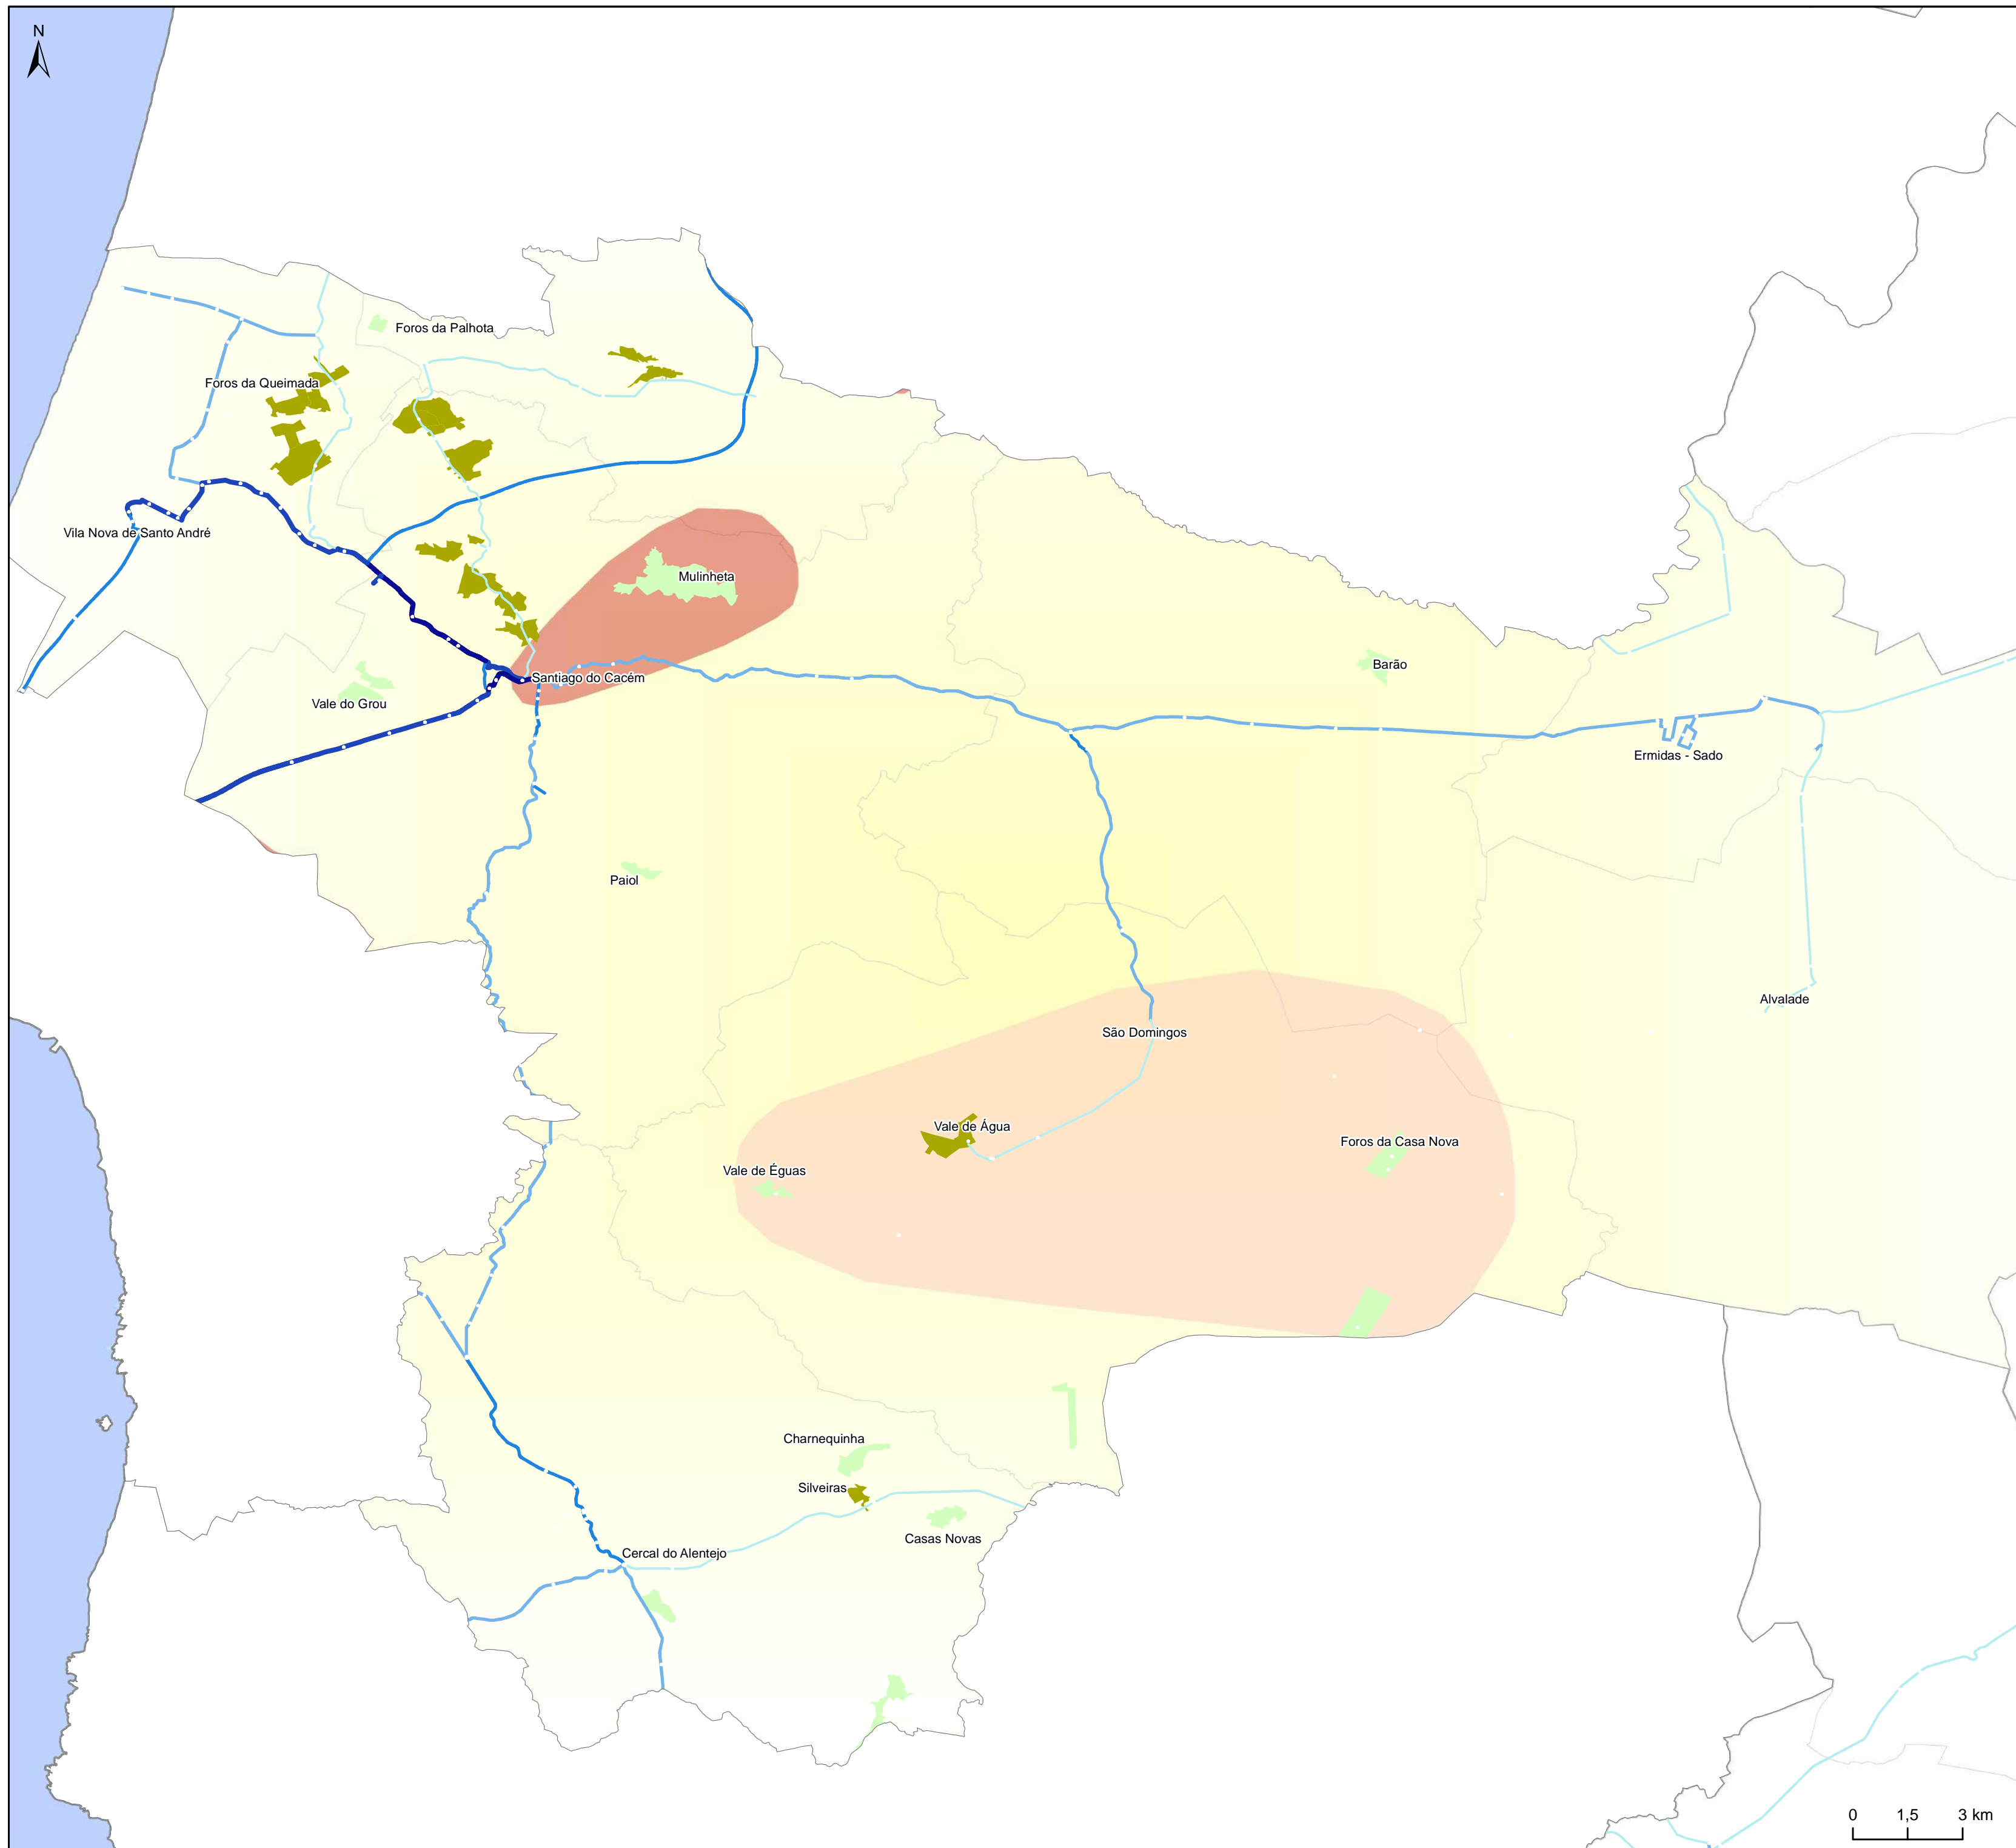 N
Foros da Palhota
Foros da Queimada
Vila Nova de Santo André
Mulinheta
Santiago do Cacém
Barão
Vale do Grou
Ermidas - Sado
Paiol
Alvalade
São Domingos
Vale de Água
Foros da Casa Nova
Vale de Éguas
Charnequinha
Silveiras
Casas Novas
Cercal do Alentejo
0 1,5 3 km